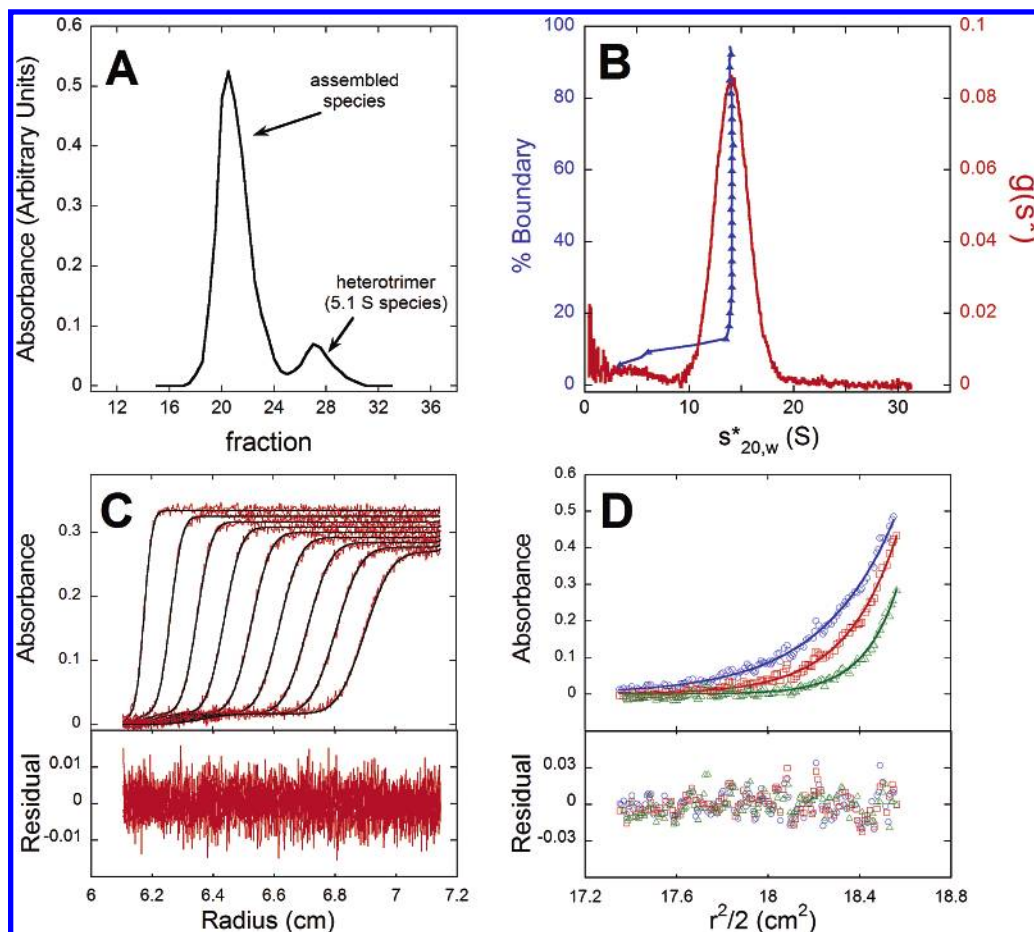 A
0.6
0.5
0.4
0.3
0.2
0.1
0
Absorbance (Arbitrary Units)
assembled
species
heterotrimer
(5.1 S species)
12 16 20 24 28 32 36
fraction
B
100
80
60
40
20
0
% Boundary
0.1
0.08
0.06
0.04
0.02
0
g(s*)
0 10 20 30
s*20,w (S)
C
0.3
0.2
0.1
0
Absorbance
0.01
0
-0.01
Residual
6 6.2 6.4 6.6 6.8 7 7.2
Radius (cm)
D
0.6
0.5
0.4
0.3
0.2
0.1
0
Absorbance
0.03
0
-0.03
Residual
17.2 17.6 18 18.4 18.8
r²/2 (cm²)